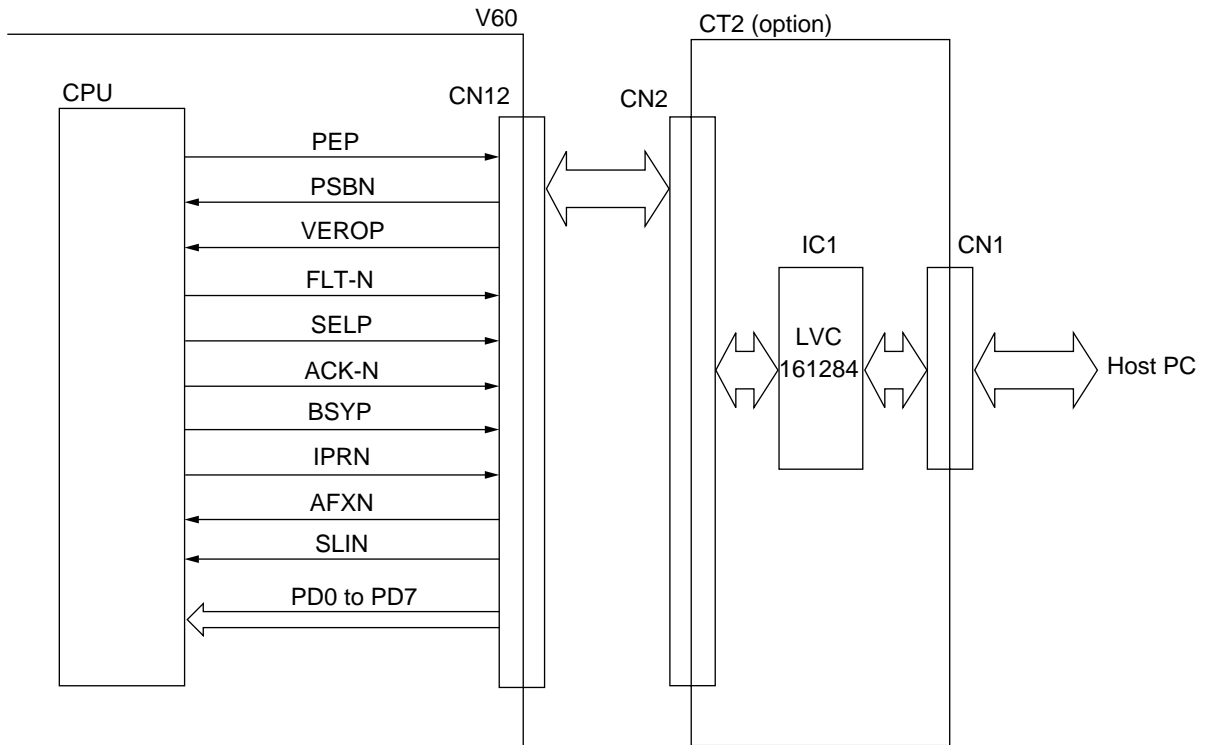 V60
CT2 (option)
CPU
CN12
CN2
PEP
PSBN
VEROP
FLT-N
SELP
ACK-N
BSYP
IPRN
AFXN
SLIN
PD0 to PD7
IC1
CN1
LVC
161284
Host PC